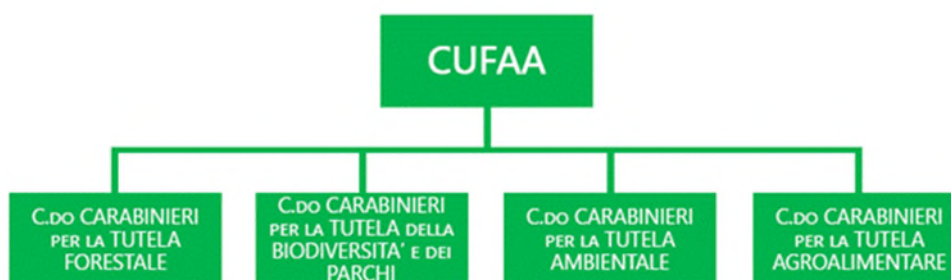 CUFAA
C.DO CARABINIERI
PER LA TUTELA
FORESTALE
C.DO CARABINIERI
PER LA TUTELA DELLA
BIODIVERSITA' E DEI
PARCHI
C.DO CARABINIERI
PER LA TUTELA
AMBIENTALE
C.DO CARABINIERI
PER LA TUTELA
AGROALIMENTARE